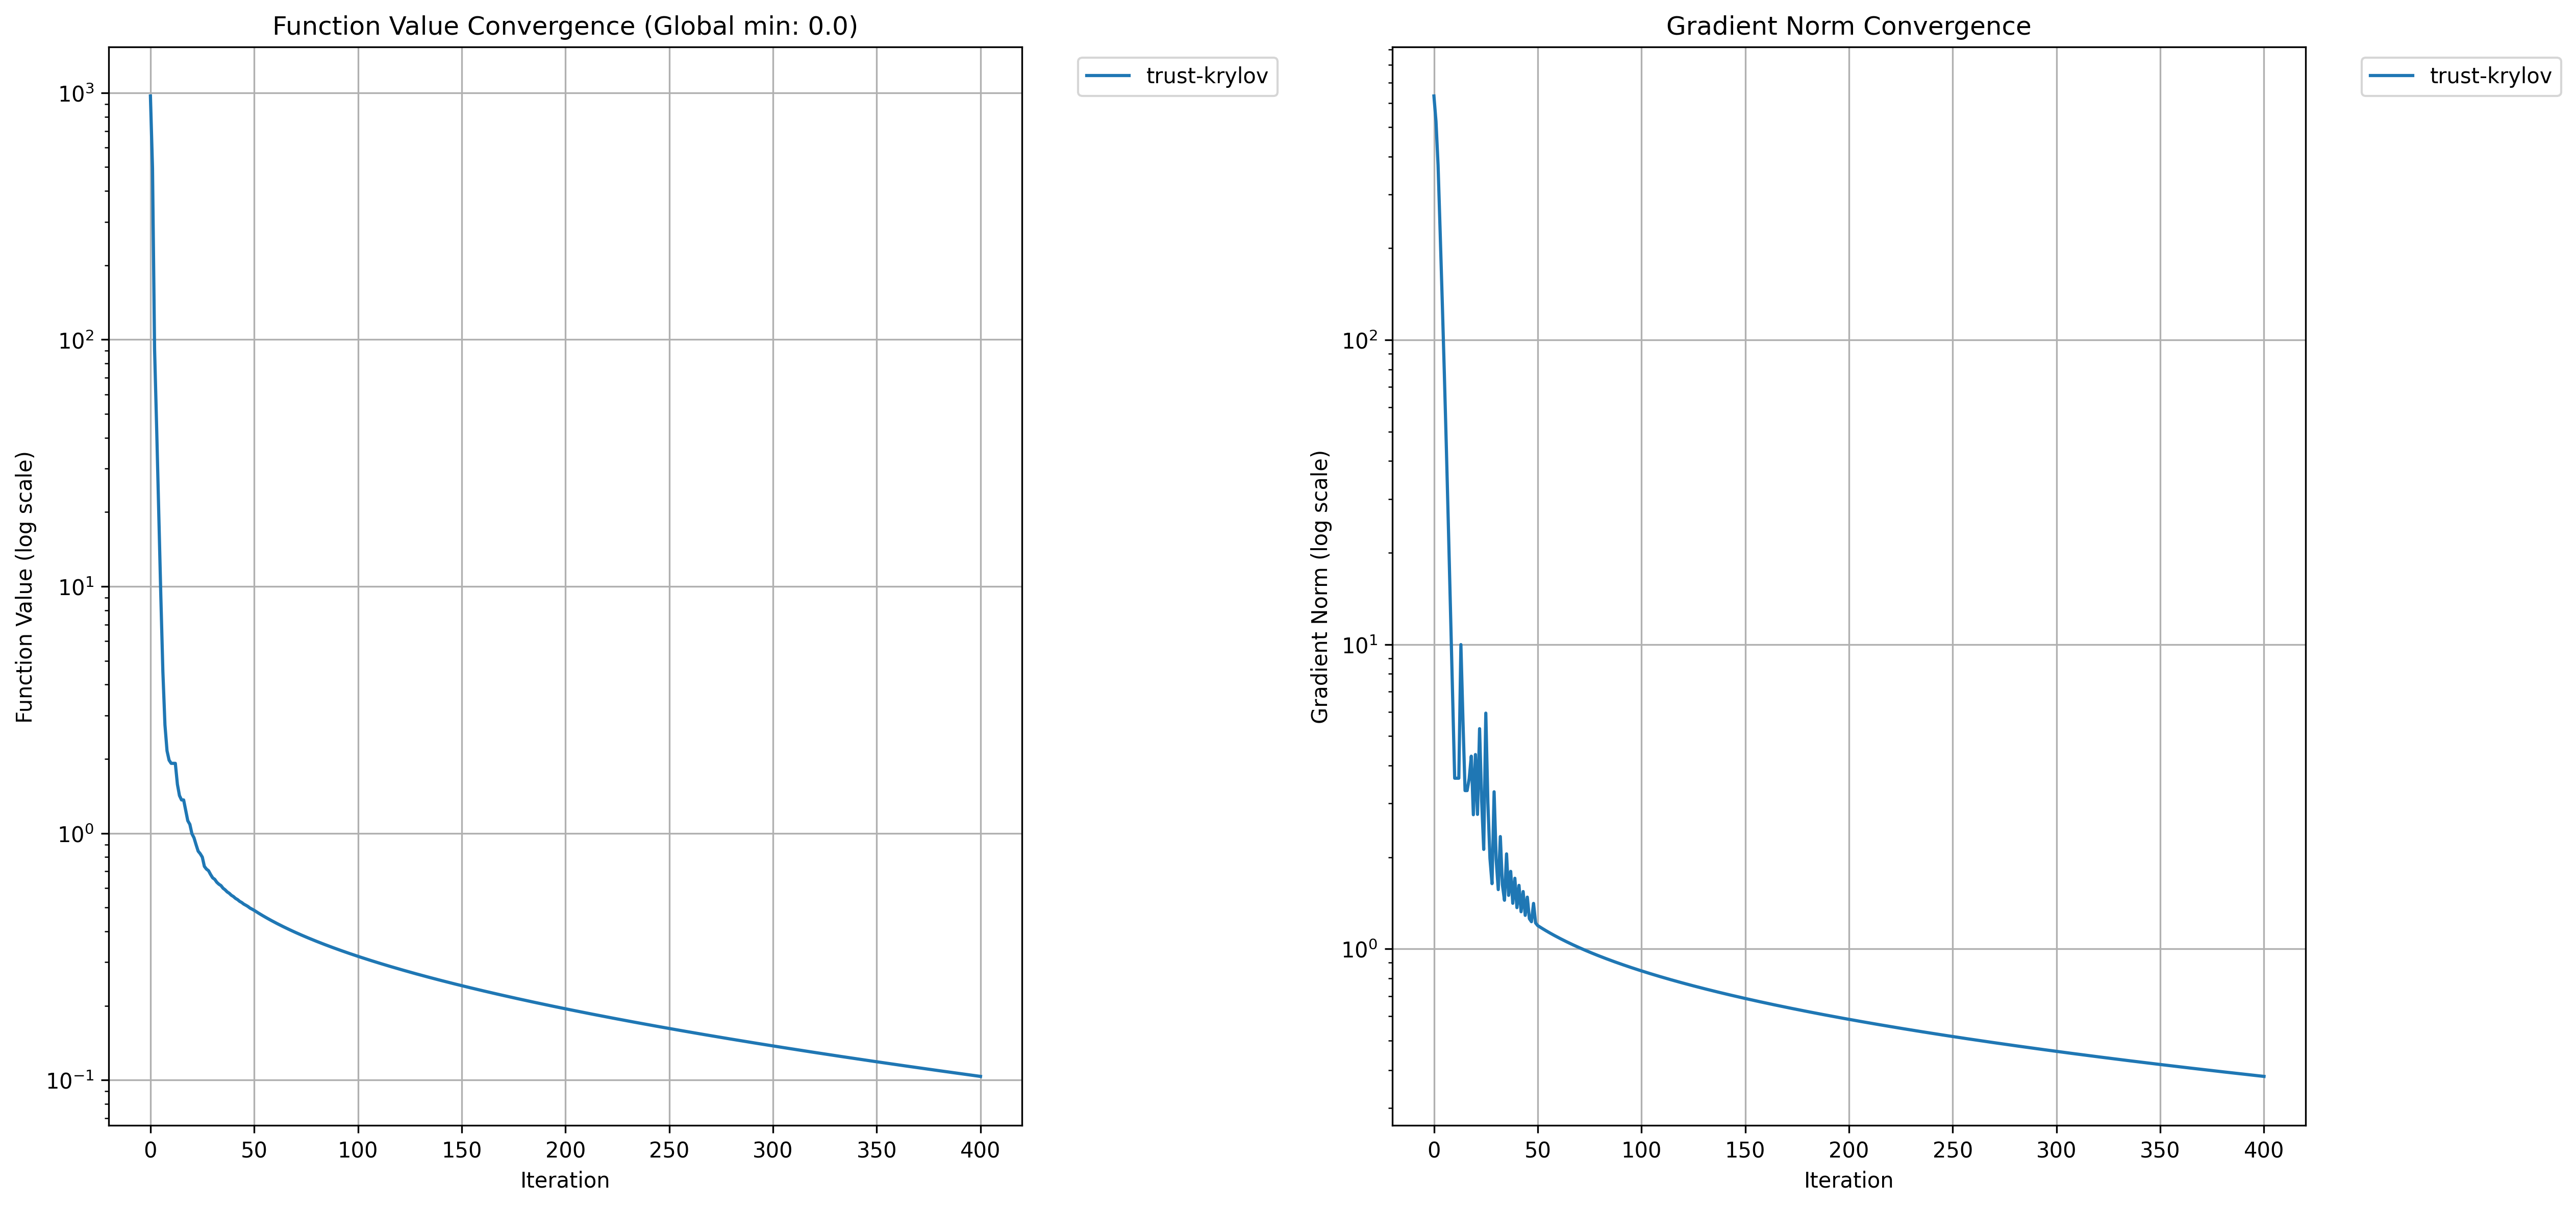 Function Value Convergence (Global min: 0.0)
10³
10²
10¹
10⁰
10⁻¹
Function Value (log scale)
0 50 100 150 200 250 300 350 400
Iteration
trust-krylov
Gradient Norm Convergence
10²
10¹
10⁰
Gradient Norm (log scale)
0 50 100 150 200 250 300 350 400
Iteration
trust-krylov